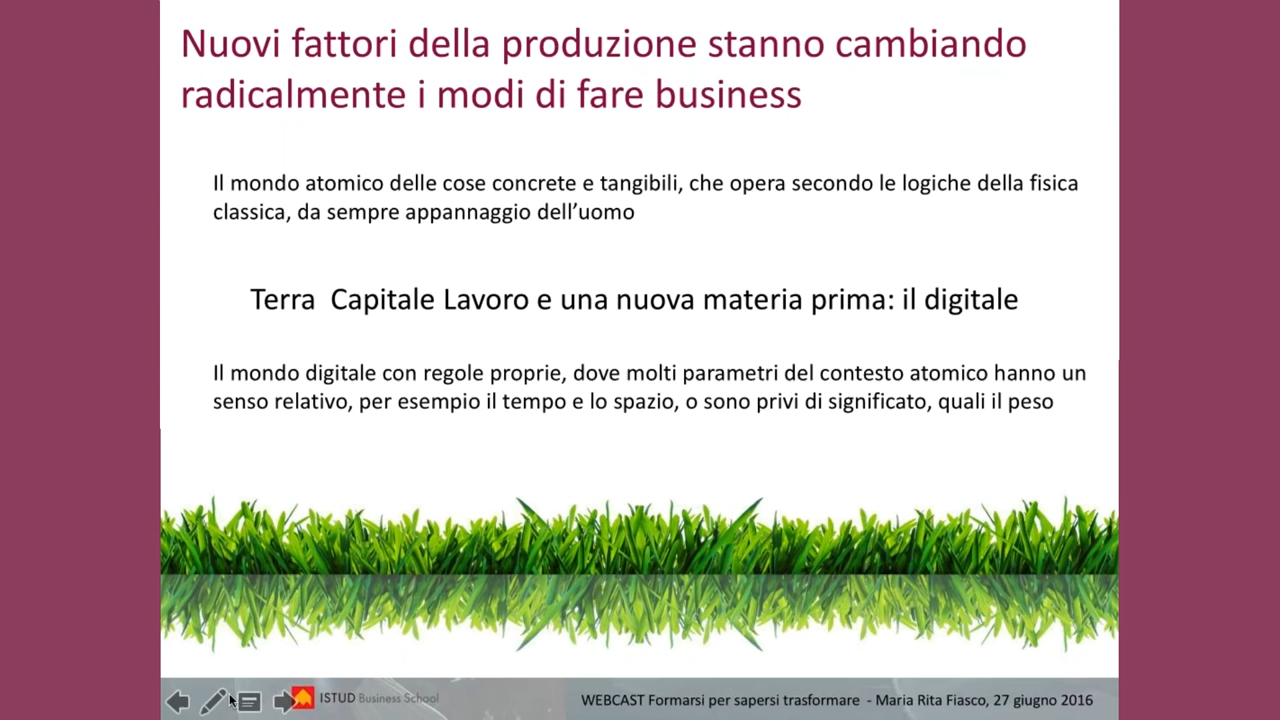 Nuovi fattori della produzione stanno cambiando
radicalmente i modi di fare business
Il mondo atomico delle cose concrete e tangibili, che opera secondo le logiche della fisica
classica, da sempre appannaggio dell’uomo
Terra  Capitale Lavoro e una nuova materia prima: il digitale
Il mondo digitale con regole proprie, dove molti parametri del contesto atomico hanno un
senso relativo, per esempio il tempo e lo spazio, o sono privi di significato, quali il peso
ISTUD Business School
WEBCAST Formarsi per sapersi trasformare - Maria Rita Fiasco, 27 giugno 2016